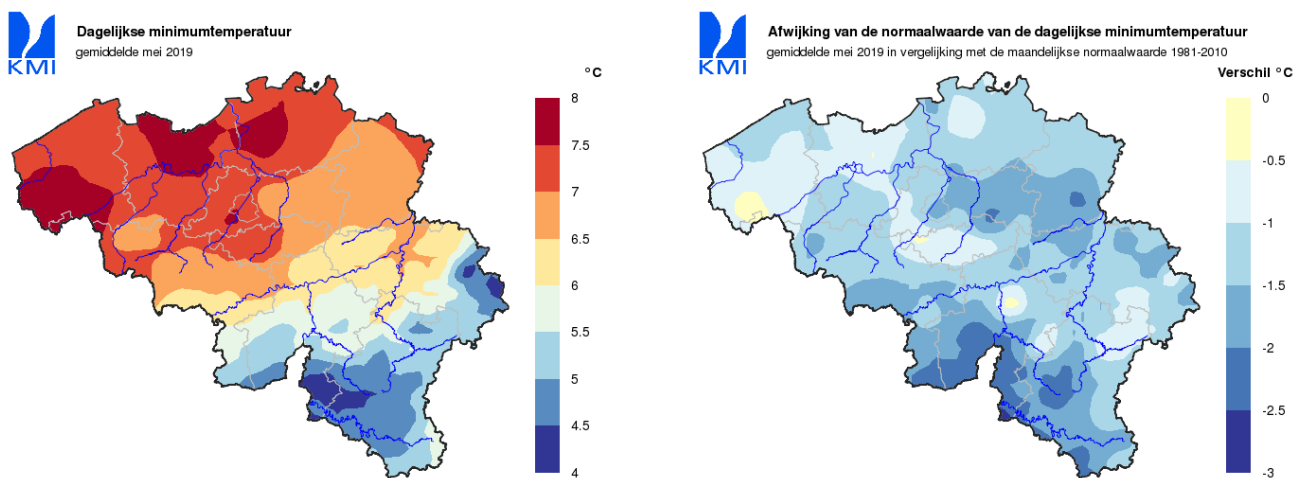 KMI
Dagelijkse minimumtemperatuur
gemiddelde mei 2019
°C
8
7.5
7
6.5
6
5.5
5
4.5
4
KMI
Afwijking van de normaalwaarde van de dagelijkse minimumtemperatuur
gemiddelde mei 2019 in vergelijking met de maandelijkse normaalwaarde 1981-2010
Verschil °C
0
-0.5
-1
-1.5
-2
-2.5
-3